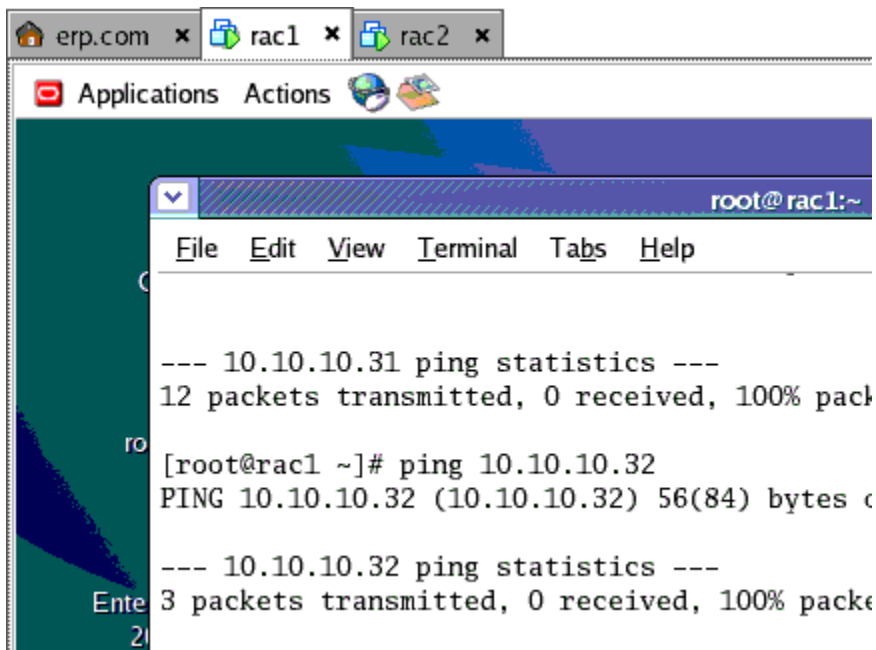 erp.com
rac1
rac2
Applications Actions
root@rac1:~
File Edit View Terminal Tabs Help
--- 10.10.10.31 ping statistics ---
12 packets transmitted, 0 received, 100% pack
[root@rac1 ~]# ping 10.10.10.32
PING 10.10.10.32 (10.10.10.32) 56(84) bytes
--- 10.10.10.32 ping statistics ---
3 packets transmitted, 0 received, 100% packe
ro
Ente